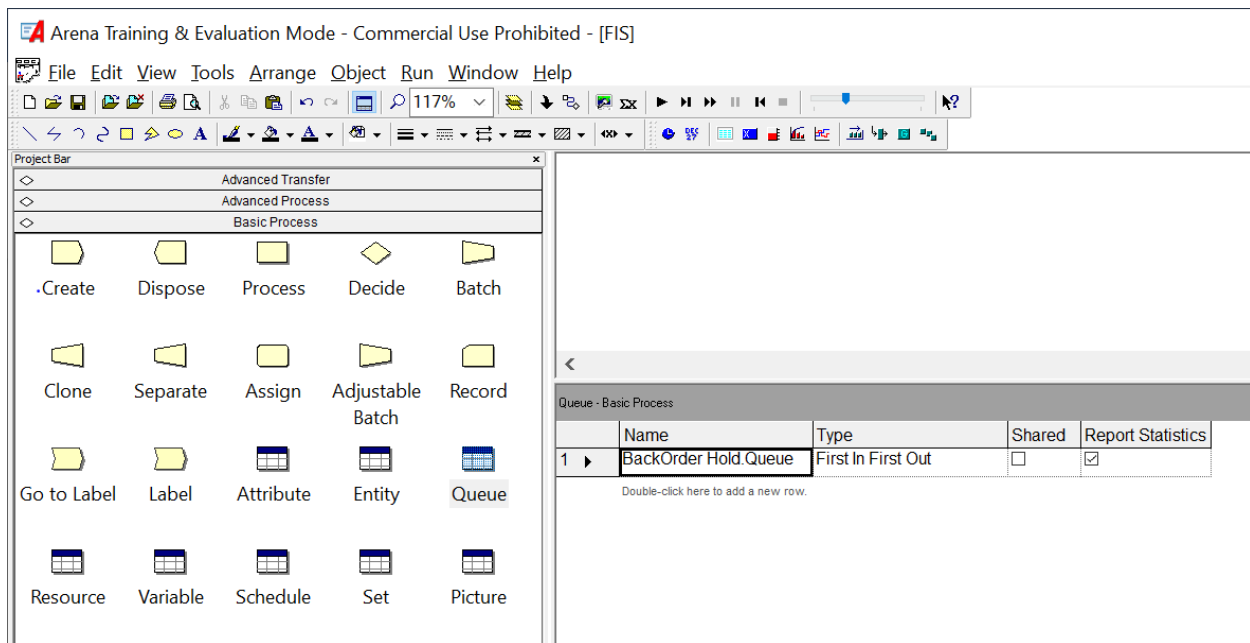 Arena Training & Evaluation Mode - Commercial Use Prohibited - [FIS]
File Edit View Tools Arrange Object Run Window Help
117%
Project Bar
Advanced Transfer
Advanced Process
Basic Process
Create Dispose Process Decide Batch
Clone Separate Assign Adjustable Batch Record
Go to Label Label Attribute Entity Queue
Resource Variable Schedule Set Picture
Queue - Basic Process
Name Type Shared Report Statistics
1 BackOrder Hold.Queue First In First Out
Double-click here to add a new row.